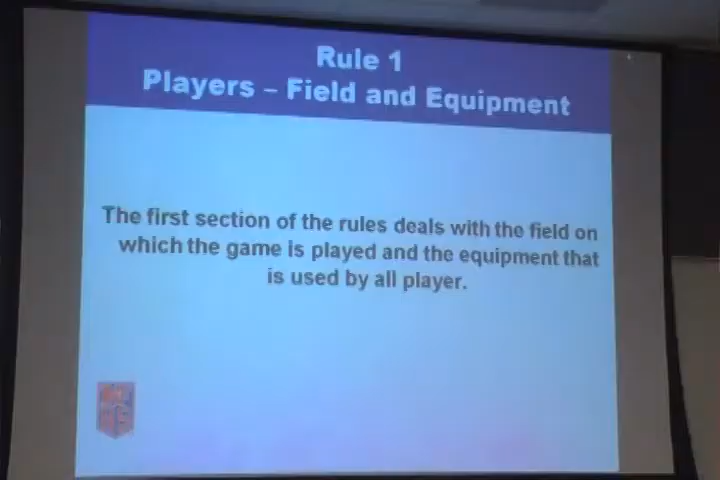 Rule 1
Players – Field and Equipment
The first section of the rules deals with the field on
which the game is played and the equipment that
is used by all player.